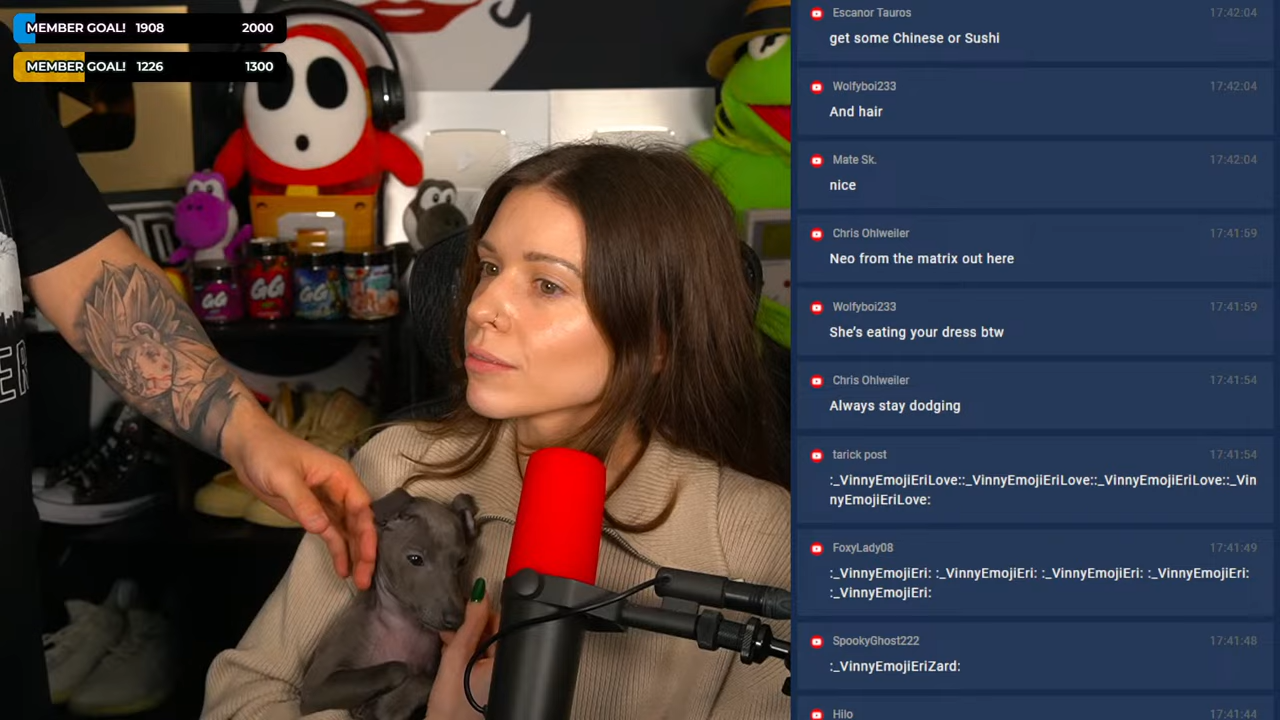 MEMBER GOAL! 1908 2000
MEMBER GOAL! 1226 1300
GG
GG
GG
GG
Escanor Tauros 17:42:04
get some Chinese or Sushi
Wolfyboi233 17:42:04
And hair
Mate Sk. 17:42:04
nice
Chris Ohlweiler 17:41:59
Neo from the matrix out here
Wolfyboi233 17:41:59
She's eating your dress btw
Chris Ohlweiler 17:41:54
Always stay dodging
tarick post 17:41:54
:_VinnyEmojiEriLove::_VinnyEmojiEriLove::_VinnyEmojiEriLove::_Vin
nyEmojiEriLove:
FoxyLady08 17:41:49
:_VinnyEmojiEri: :_VinnyEmojiEri: :_VinnyEmojiEri: :_VinnyEmojiEri:
:_VinnyEmojiEri:
SpookyGhost222 17:41:48
:_VinnyEmojiEriZard:
Hilo 17:41:44